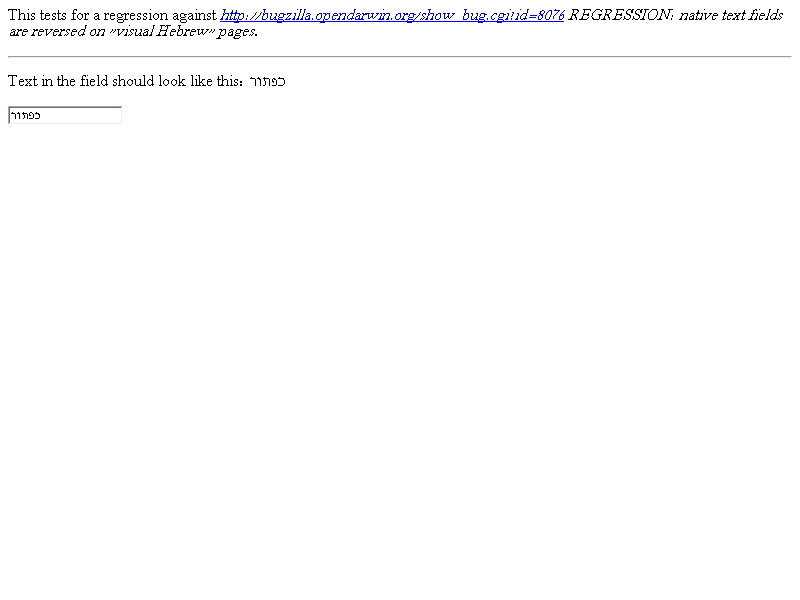 This tests for a regression against http://bugzilla.opendarwin.org/show_bug.cgi?id=8076 REGRESSION: native text fields
are reversed on "visual Hebrew" pages.
Text in the field should look like this: כפתור
כפתור